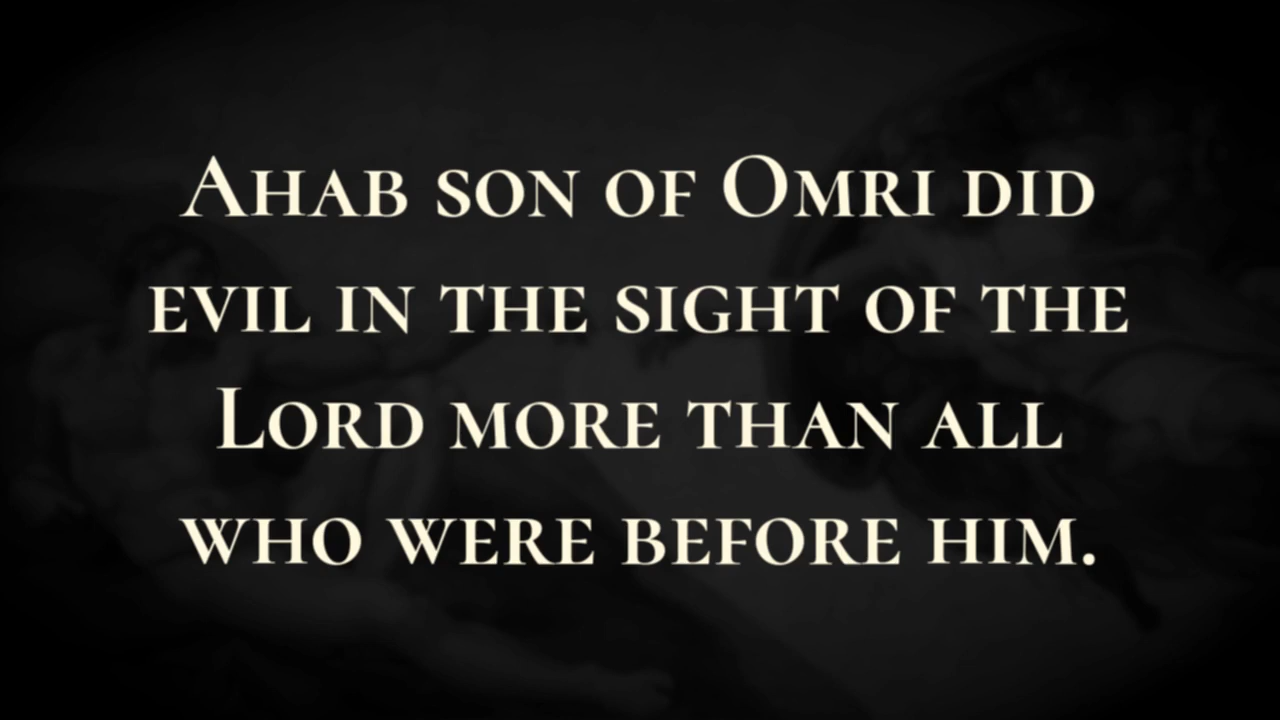 Ahab son of Omri did
evil in the sight of the
Lord more than all
who were before him.